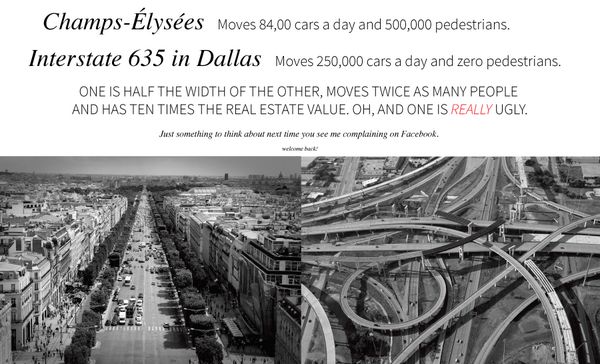 Champs-Élysées Moves 84,00 cars a day and 500,000 pedestrians.
Interstate 635 in Dallas Moves 250,000 cars a day and zero pedestrians.
ONE IS HALF THE WIDTH OF THE OTHER, MOVES TWICE AS MANY PEOPLE
AND HAS TEN TIMES THE REAL ESTATE VALUE. OH, AND ONE IS REALLY UGLY.
Just something to think about next time you see me complaining on Facebook.
welcome back!